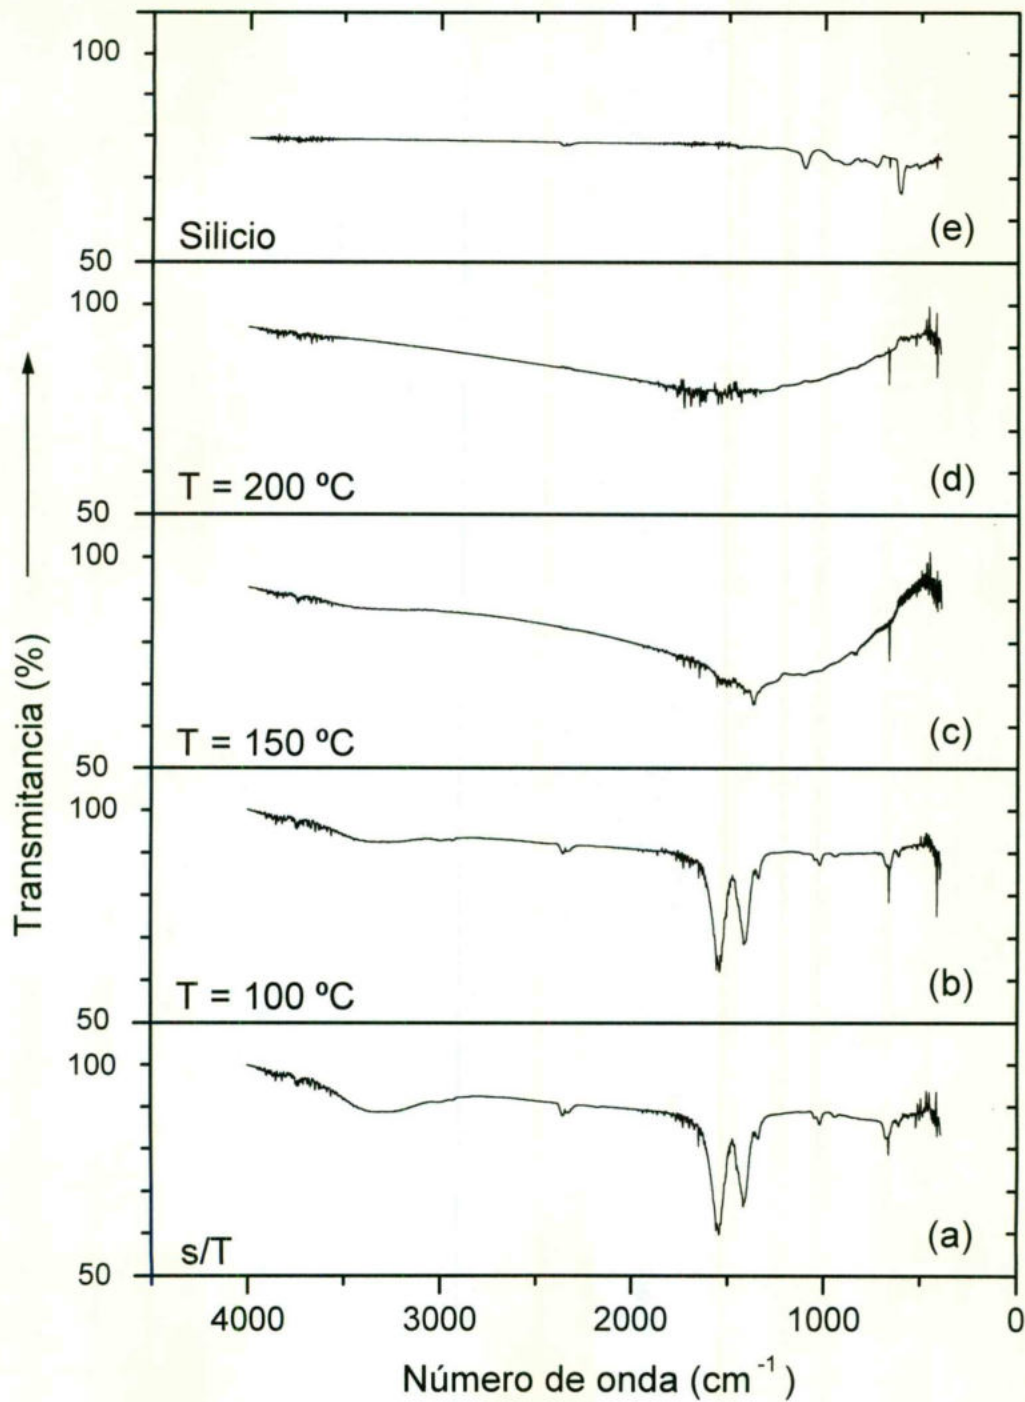 100
Silicio
(e)
50
100
T = 200 ºC
(d)
50
100
T = 150 ºC
(c)
50
100
T = 100 ºC
(b)
50
100
s/T
(a)
50
Transmitancia (%)
4000 3000 2000 1000 0
Número de onda (cm⁻¹)